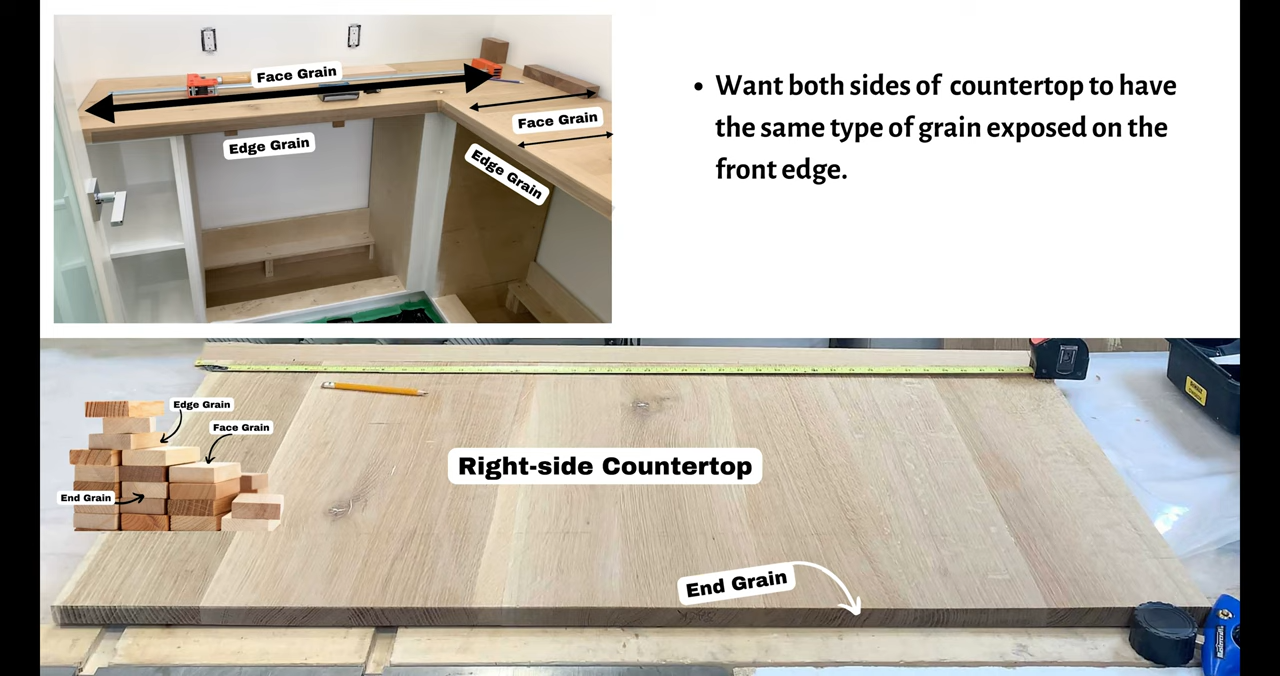 Face Grain
Face Grain
Edge Grain
Edge Grain
• Want both sides of countertop to have
the same type of grain exposed on the
front edge.
Edge Grain
Face Grain
End Grain
Right-side Countertop
End Grain